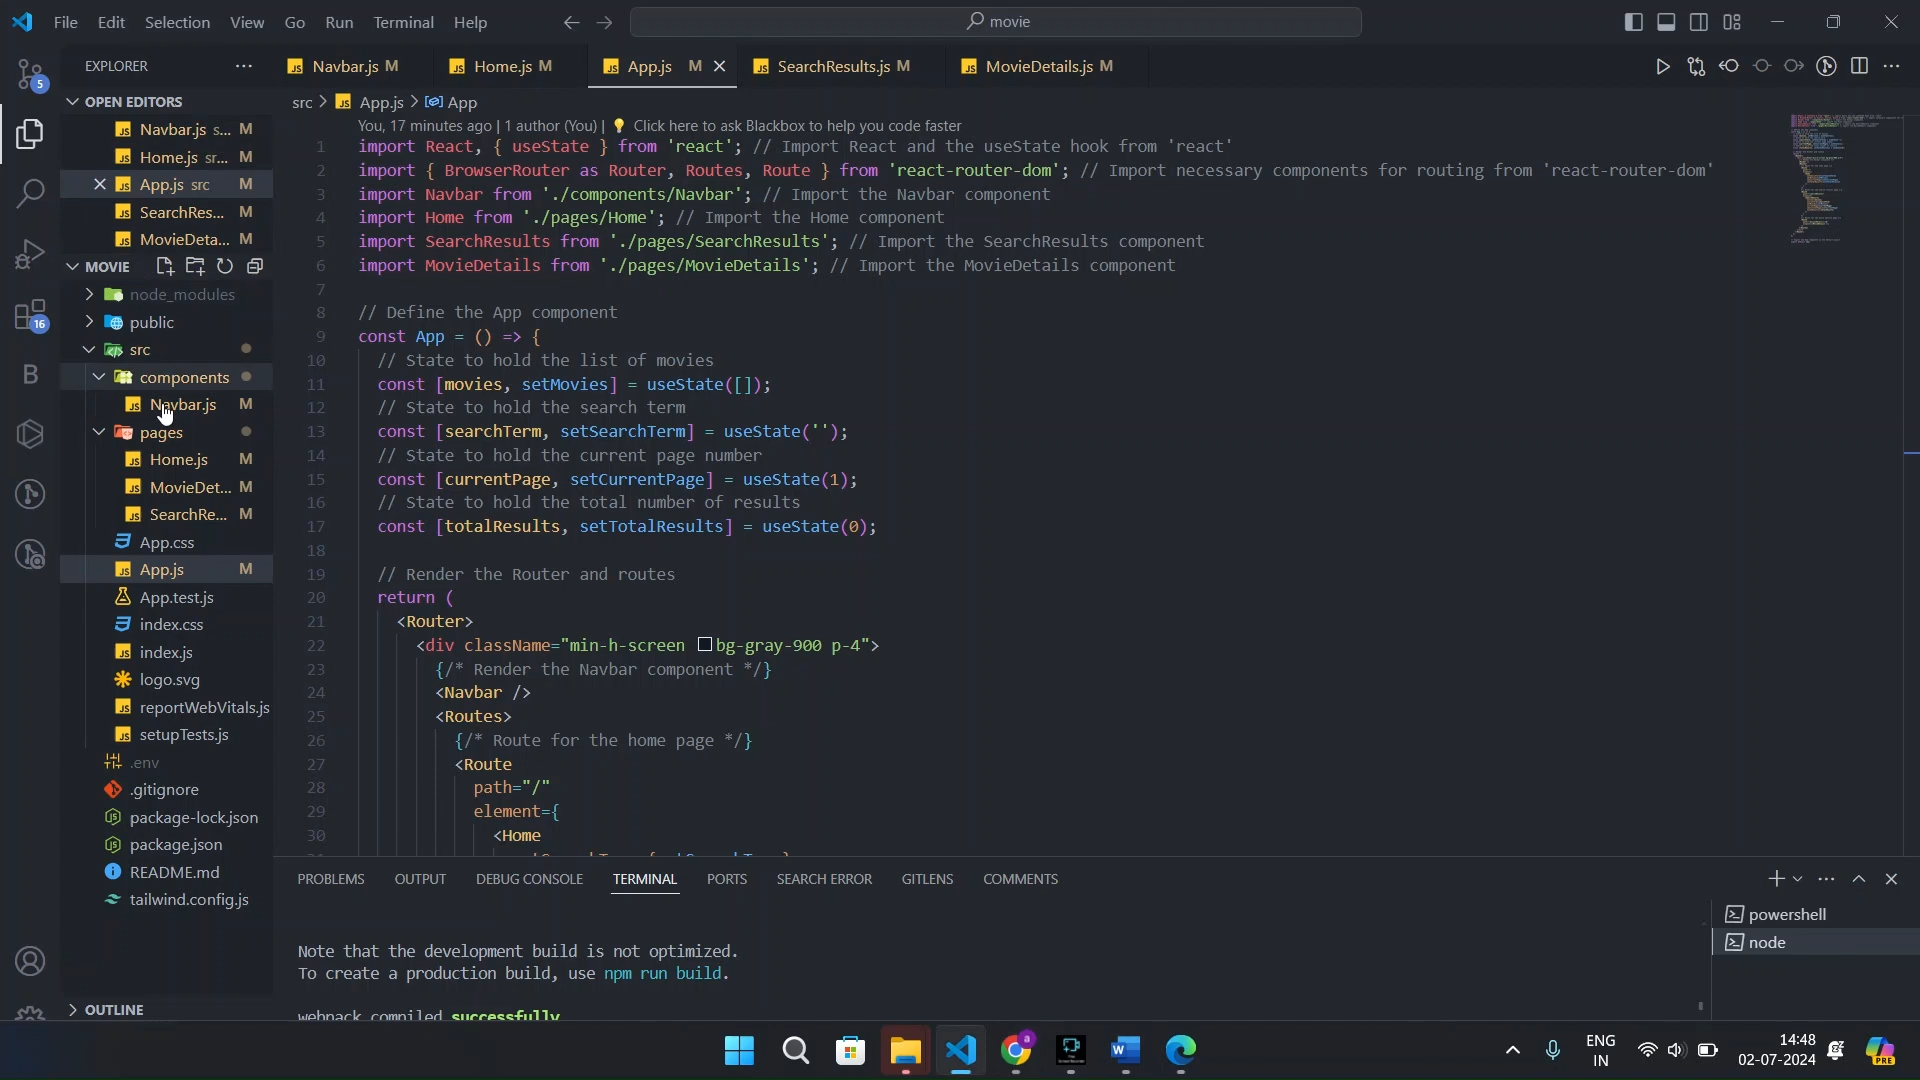 File Edit Selection View Go Run Terminal Help
movie
5
EXPLORER
OPEN EDITORS
Navbar.js s... M
Home.js sr... M
App.js src M
SearchRes... M
MovieDeta... M
MOVIE
node_modules
public
src
components
Navbar.js M
pages
Home.js M
MovieDet... M
SearchRe... M
App.css
App.js M
App.test.js
index.css
index.js
logo.svg
reportWebVitals.js
setupTests.js
.env
.gitignore
package-lock.json
package.json
README.md
tailwind.config.js
OUTLINE
16
B
Navbar.js M Home.js M App.js M SearchResults.js M MovieDetails.js M
src > App.js > App
You, 17 minutes ago | 1 author (You) | Click here to ask Blackbox to help you code faster
1 import React, { useState } from 'react'; // Import React and the useState hook from 'react'
2 import { BrowserRouter as Router, Routes, Route } from 'react-router-dom'; // Import necessary components for routing from 'react-router-dom'
3 import Navbar from './components/Navbar'; // Import the Navbar component
4 import Home from './pages/Home'; // Import the Home component
5 import SearchResults from './pages/SearchResults'; // Import the SearchResults component
6 import MovieDetails from './pages/MovieDetails'; // Import the MovieDetails component
7
8 // Define the App component
9 const App = () => {
10 // State to hold the list of movies
11 const [movies, setMovies] = useState([]);
12 // State to hold the search term
13 const [searchTerm, setSearchTerm] = useState('');
14 // State to hold the current page number
15 const [currentPage, setCurrentPage] = useState(1);
16 // State to hold the total number of results
17 const [totalResults, setTotalResults] = useState(0);
18
19 // Render the Router and routes
20 return (
21 <Router>
22 <div className="min-h-screen bg-gray-900 p-4">
23 {/* Render the Navbar component */}
24 <Navbar />
25 <Routes>
26 {/* Route for the home page */}
27 <Route
28 path="/"
29 element={
30 <Home
PROBLEMS OUTPUT DEBUG CONSOLE TERMINAL PORTS SEARCH ERROR GITLENS COMMENTS
Note that the development build is not optimized.
To create a production build, use npm run build.
webpack compiled successfully
powershell
node
ENG
IN
14:48
02-07-2024
PRE